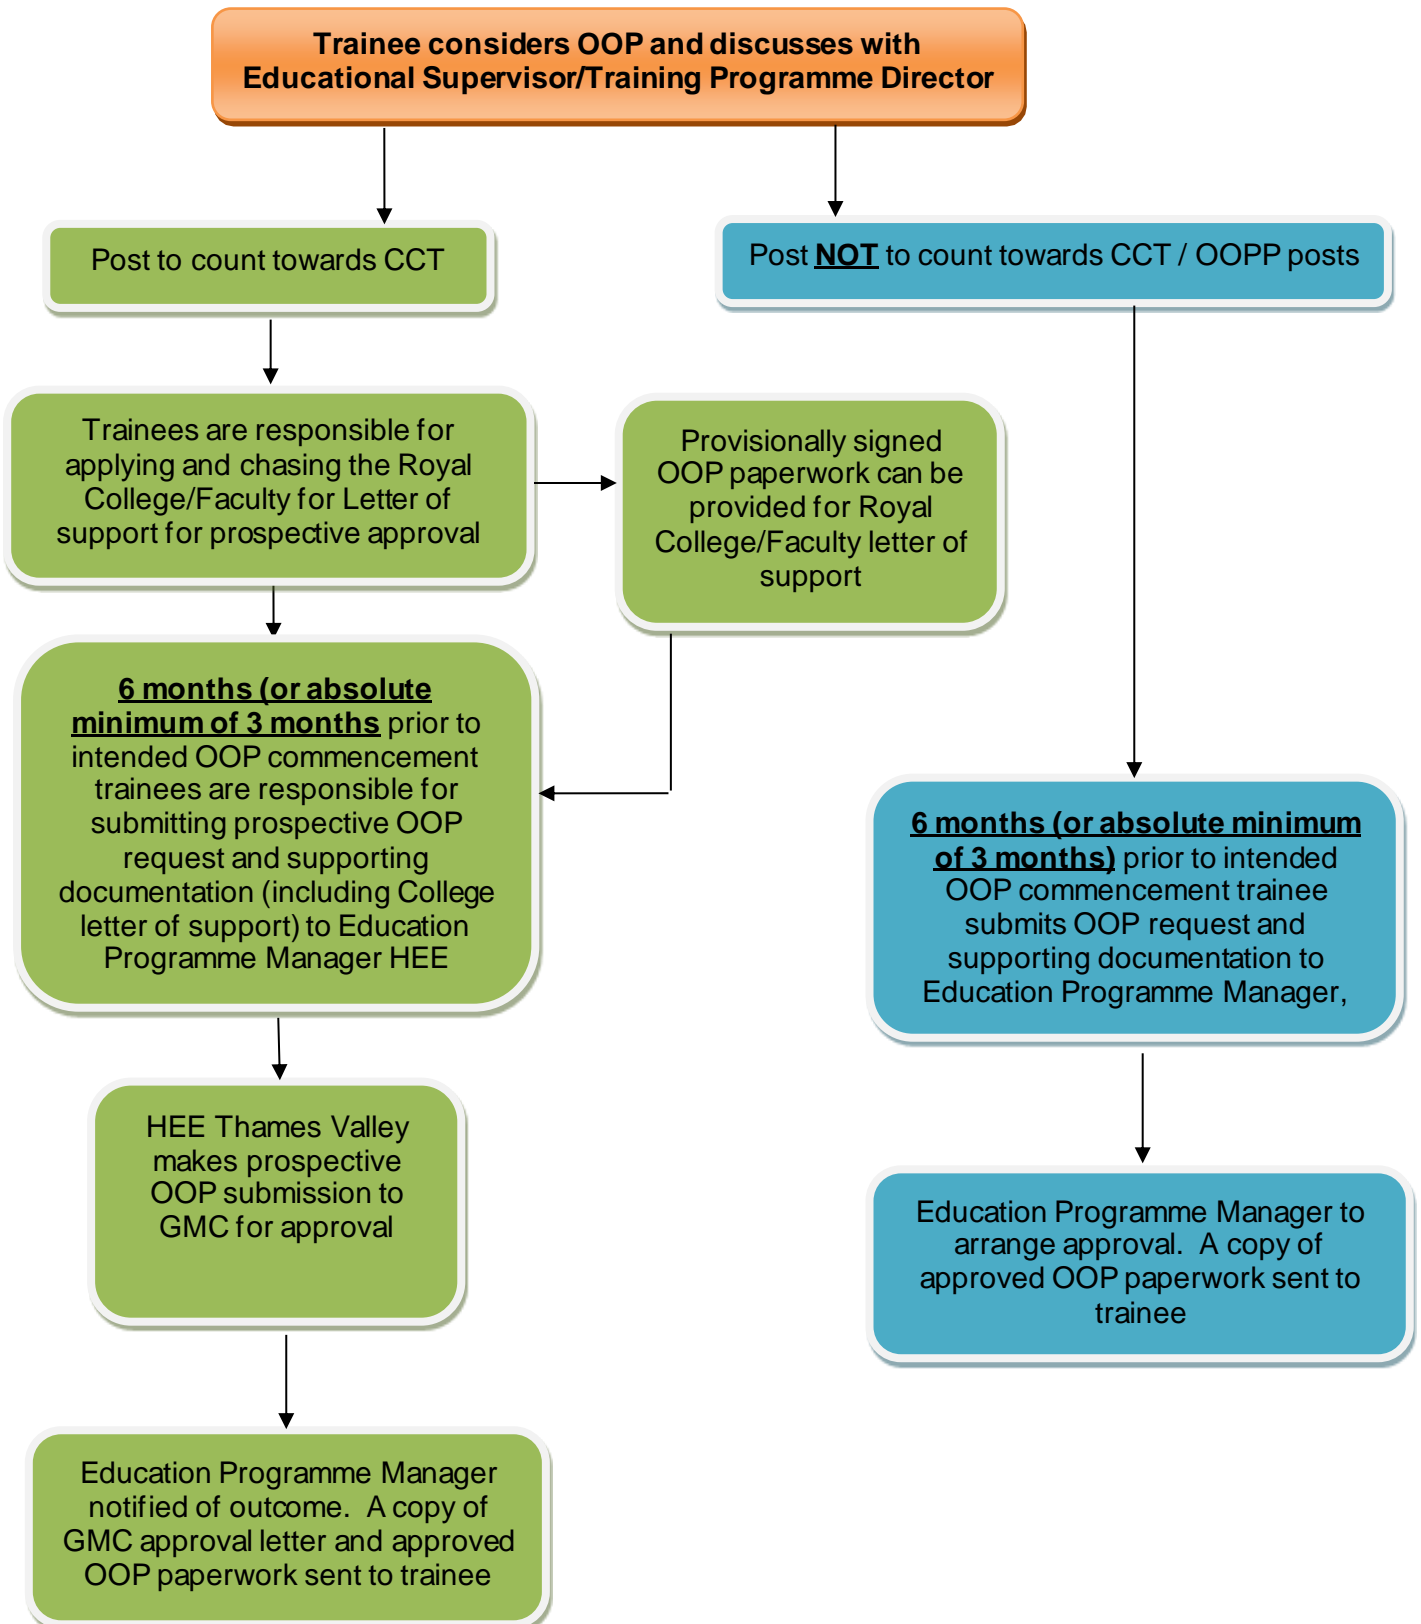 Trainee considers OOP and discusses with
Educational Supervisor/Training Programme Director
Post to count towards CCT
Post NOT to count towards CCT / OOPP posts
Trainees are responsible for
applying and chasing the Royal
College/Faculty for Letter of
support for prospective approval
Provisionally signed
OOP paperwork can be
provided for Royal
College/Faculty letter of
support
6 months (or absolute
minimum of 3 months prior to
intended OOP commencement
trainees are responsible for
submitting prospective OOP
request and supporting
documentation (including College
letter of support) to Education
Programme Manager HEE
6 months (or absolute minimum
of 3 months) prior to intended
OOP commencement trainee
submits OOP request and
supporting documentation to
Education Programme Manager,
HEE Thames Valley
makes prospective
OOP submission to
GMC for approval
Education Programme Manager to
arrange approval. A copy of
approved OOP paperwork sent to
trainee
Education Programme Manager
notified of outcome. A copy of
GMC approval letter and approved
OOP paperwork sent to trainee